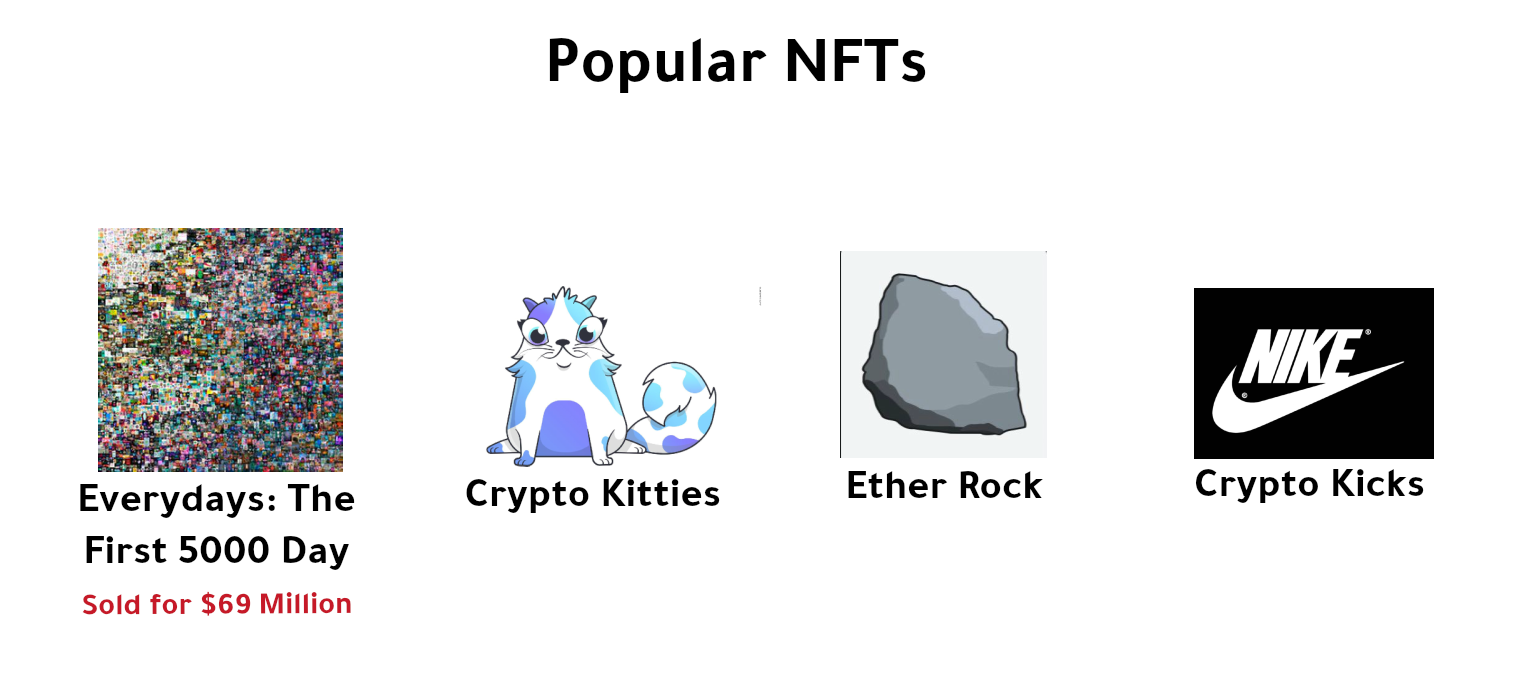 Popular NFTs
NIKE
Everydays: The
First 5000 Day
Sold for $69 Million
Crypto Kitties
Ether Rock
Crypto Kicks